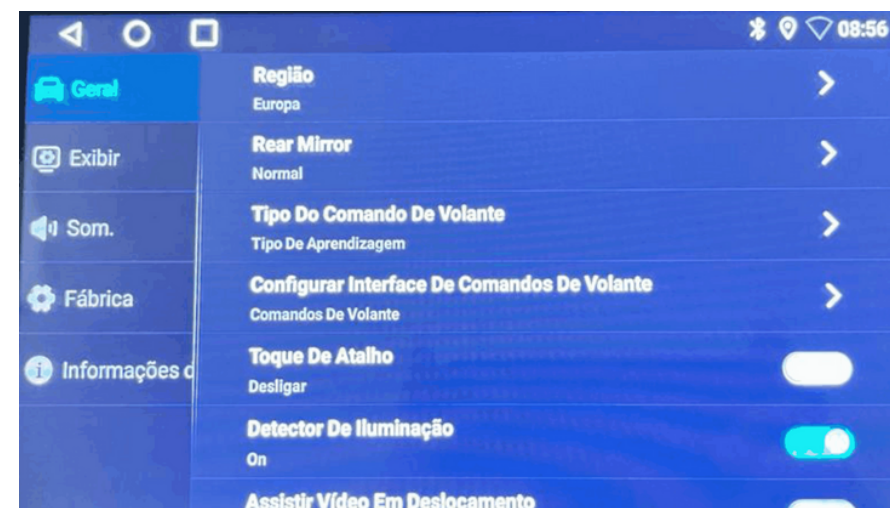 08:56
Geral
Exibir
Som.
Fábrica
Informações d
Região
Europa
Rear Mirror
Normal
Tipo Do Comando De Volante
Tipo De Aprendizagem
Configurar Interface De Comandos De Volante
Comandos De Volante
Toque De Atalho
Desligar
Detector De Iluminação
On
Assistir Vídeo Em Deslocamento